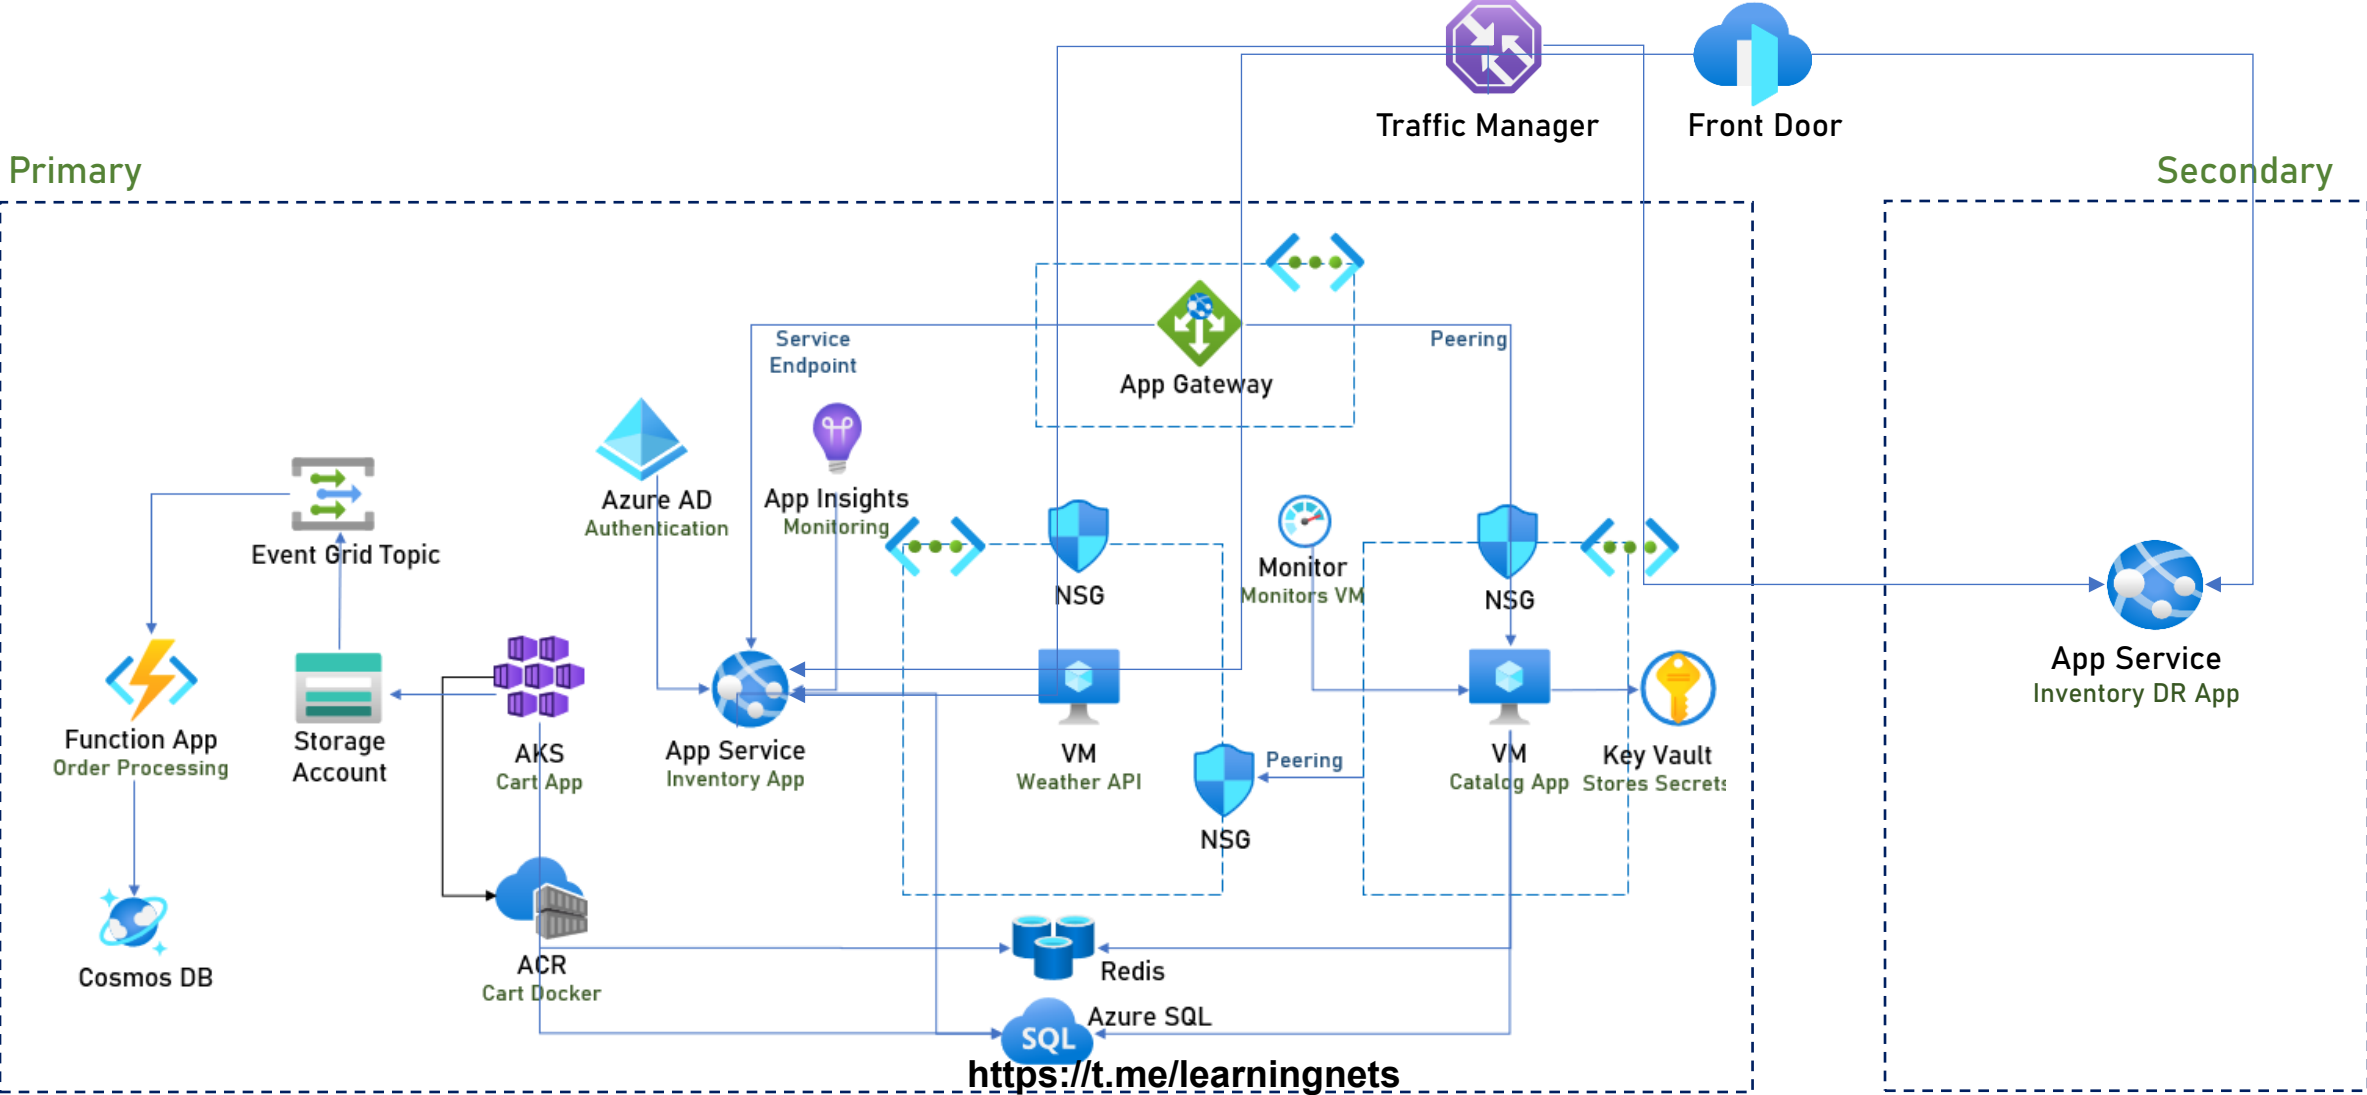 Traffic Manager
Front Door
Primary
Secondary
Service
Endpoint
Peering
App Gateway
Azure AD
Authentication
App Insights
Monitoring
Event Grid Topic
NSG
Monitor
Monitors VM
NSG
Function App
Order Processing
Storage
Account
AKS
Cart App
App Service
Inventory App
VM
Weather API
Peering
NSG
VM
Catalog App
Key Vault
Stores Secrets
App Service
Inventory DR App
Cosmos DB
ACR
Cart Docker
Redis
Azure SQL
SQL
https://t.me/learningnets